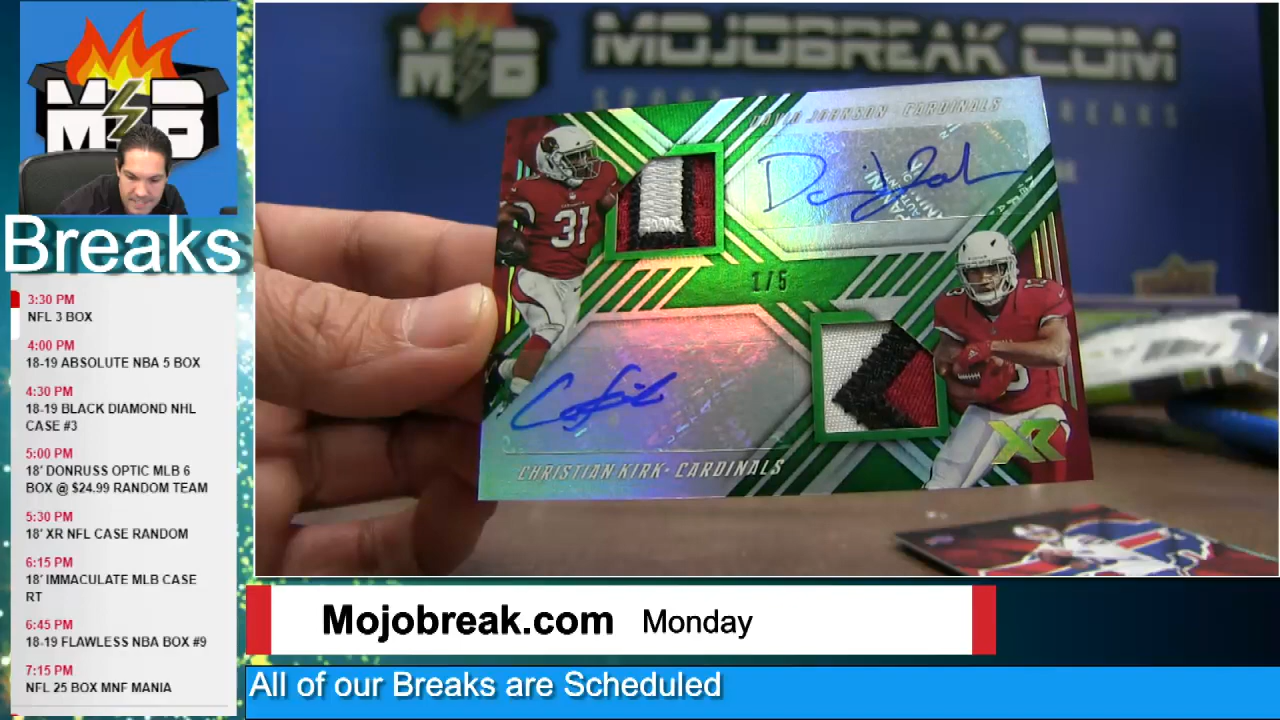 MB
MOJOBREAK.COM
Breaks
3:30 PM
NFL 3 BOX
4:00 PM
18-19 ABSOLUTE NBA 5 BOX
4:30 PM
18-19 BLACK DIAMOND NHL
CASE #3
5:00 PM
18' DONRUSS OPTIC MLB 6
BOX @ $24.99 RANDOM TEAM
5:30 PM
18' XR NFL CASE RANDOM
6:15 PM
18' IMMACULATE MLB CASE
RT
6:45 PM
18-19 FLAWLESS NBA BOX #9
7:15 PM
NFL 25 BOX MNF MANIA
MB
DAVID JOHNSON • CARDINALS
31
1/5
CHRISTIAN KIRK • CARDINALS
XR
Mojobreak.com Monday
All of our Breaks are Scheduled